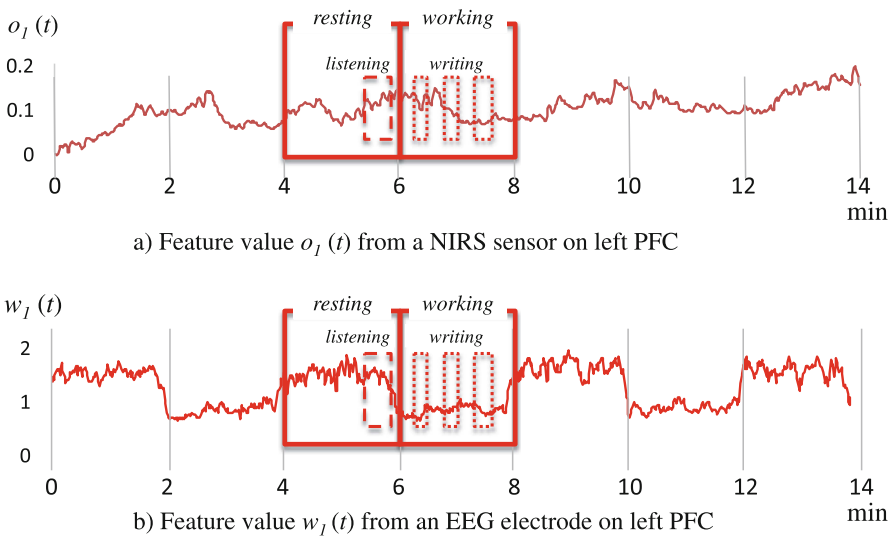 o1 (t)
resting working
listening writing
0.2
0.1
0
0 2 4 6 8 10 12 14
min
a) Feature value o1 (t) from a NIRS sensor on left PFC
w1 (t)
resting working
listening writing
2
1
0
0 2 4 6 8 10 12 14
min
b) Feature value w1 (t) from an EEG electrode on left PFC